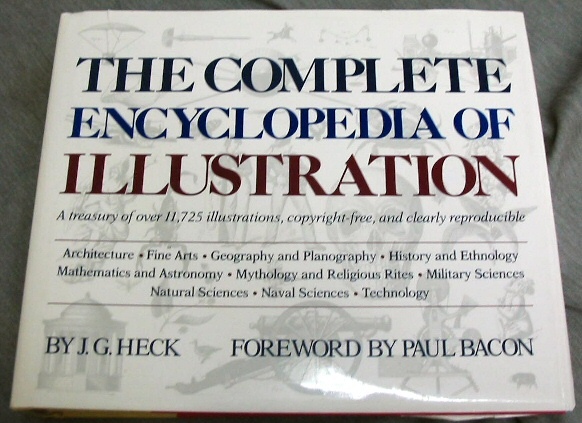 THE COMPLETE
ENCYCLOPEDIA OF
ILLUSTRATION
A treasury of over 11,725 illustrations, copyright-free, and clearly reproducible
Architecture • Fine Arts • Geography and Planography • History and Ethnology
Mathematics and Astronomy • Mythology and Religious Rites • Military Sciences
Natural Sciences • Naval Sciences • Technology
BY J. G. HECK FOREWORD BY PAUL BACON